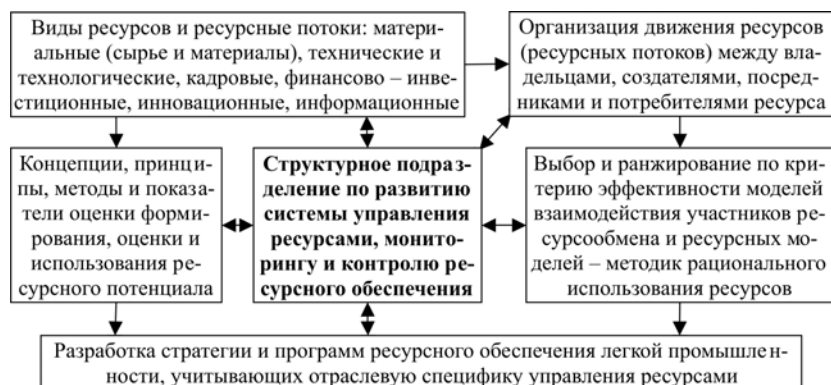 Виды ресурсов и ресурсные потоки: матери-
альные (сырье и материалы), технические и
технологические, кадровые, финансово – инве-
стиционные, инновационные, информационные
Организация движения ресурсов
(ресурсных потоков) между вла-
дельцами, создателями, посред-
никами и потребителями ресурса
Концепции, принци-
пы, методы и показа-
тели оценки форми-
рования, оценки и
использования ре-
сурсного потенциала
Структурное подраз-
деление по развитию
системы управления
ресурсами, монито-
рингу и контролю ре-
сурсного обеспечения
Выбор и ранжирование по кри-
терию эффективности моделей
взаимодействия участников ре-
сурсообмена и ресурсных мо-
делей – методик рационального
использования ресурсов
Разработка стратегии и программ ресурсного обеспечения легкой промышлен-
ности, учитывающих отраслевую специфику управления ресурсами